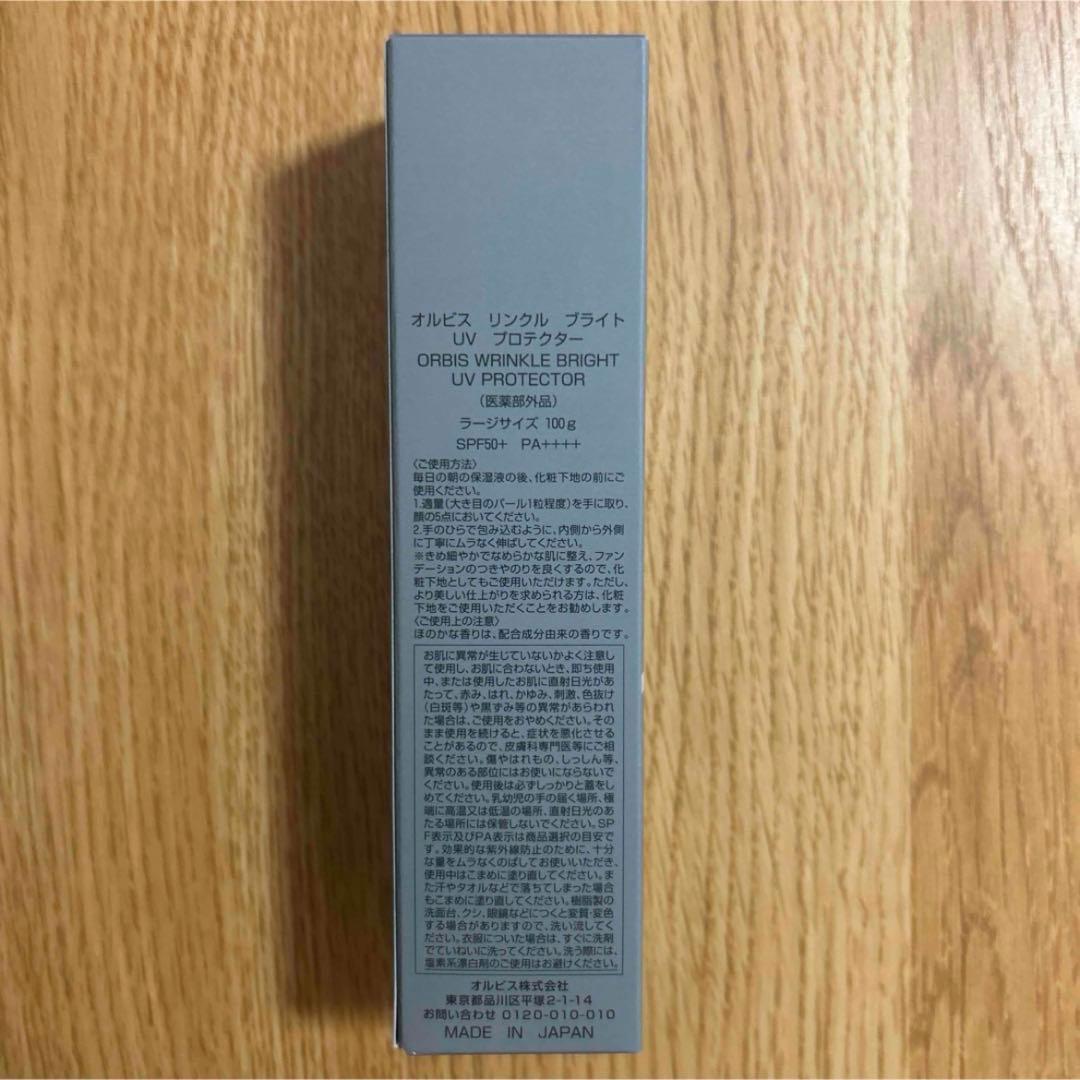 オルビス　リンクル　ブライト
UV　プロテクター
ORBIS WRINKLE BRIGHT
UV PROTECTOR
（医薬部外品）
ラージサイズ 100g
SPF50+　PA++++
〈ご使用方法〉
毎日の朝の保湿液の後、化粧下地の前にご
使用ください。
1.適量（大き目のパール1粒程度）を手に取り、
顔の5点においてください。
2.手のひらで包み込むように、内側から外側
に丁寧にムラなく伸ばしてください。
※きめ細やかでなめらかな肌に整え、ファン
デーションのつきやのりを良くするので、化
粧下地としてもご使用いただけます。ただし、
より美しい仕上がりを求められる方は、化粧
下地をご使用いただくことをお勧めします。
〈ご使用上の注意〉
ほのかな香りは、配合成分由来の香りです。
お肌に異常が生じていないかよく注意し
て使用し、お肌に合わないとき、即ち使用
中、または使用したお肌に直射日光があ
たって、赤み、はれ、かゆみ、刺激、色抜け
（白斑等）や黒ずみ等の異常があらわれ
た場合は、ご使用をおやめください。その
まま使用を続けると、症状を悪化させる
ことがあるので、皮膚科専門医等にご相
談ください。傷やはれもの、しっしん等、
異常のある部位にはお使いにならないで
ください。使用後は必ずしっかりと蓋をし
めてください。乳幼児の手の届く場所、極
端に高温又は低温の場所、直射日光のあ
たる場所には保管しないでください。SP
F表示及びPA表示は商品選択の目安で
す。効果的な紫外線防止のために、十分
な量をムラなくのばしてお使いいただき、
使用中はこまめに塗り直してください。ま
た汗やタオルなどで落ちてしまった場合
もこまめに塗り直してください。樹脂製の
洗面台、クシ、眼鏡などにつくと変質・変色
する場合がありますので、洗い流してく
ださい。衣服についた場合は、すぐに洗剤
でていねいに洗ってください。洗う際には、
塩素系漂白剤のご使用はお避けください。
オルビス株式会社
東京都品川区平塚2-1-14
お問い合わせ 0120-010-010
MADE IN JAPAN